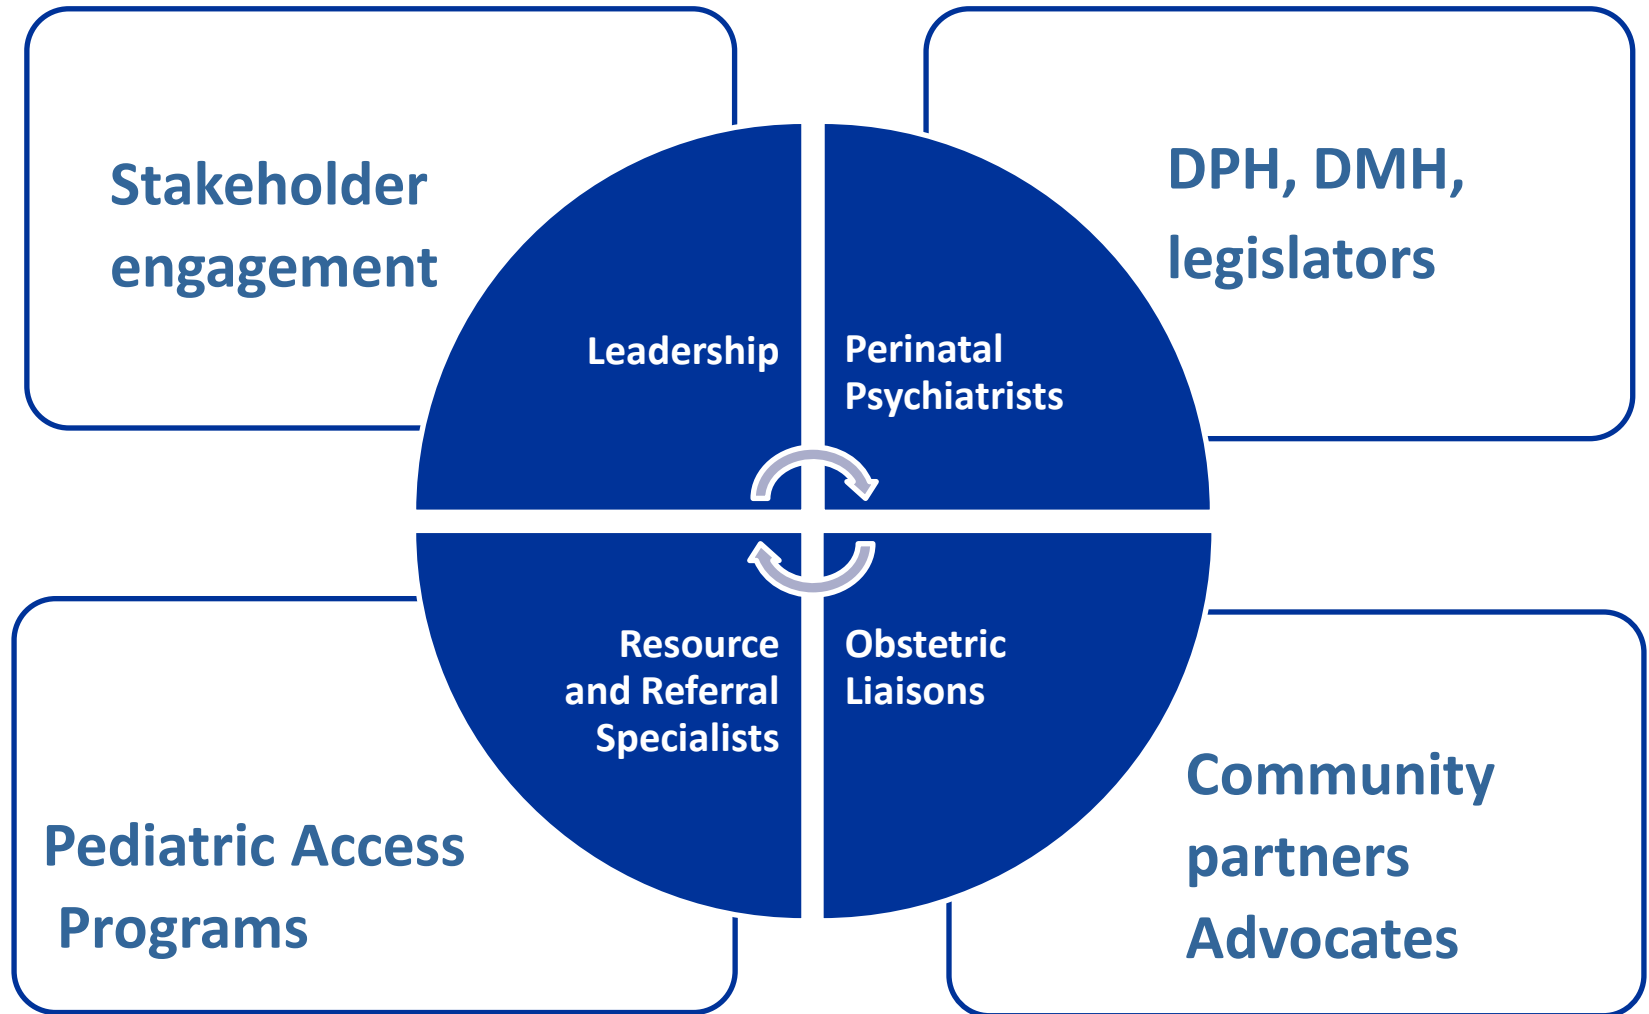 Stakeholder
engagement
DPH, DMH,
legislators
Leadership
Perinatal
Psychiatrists
Resource
and Referral
Specialists
Obstetric
Liaisons
Pediatric Access
Programs
Community
partners
Advocates